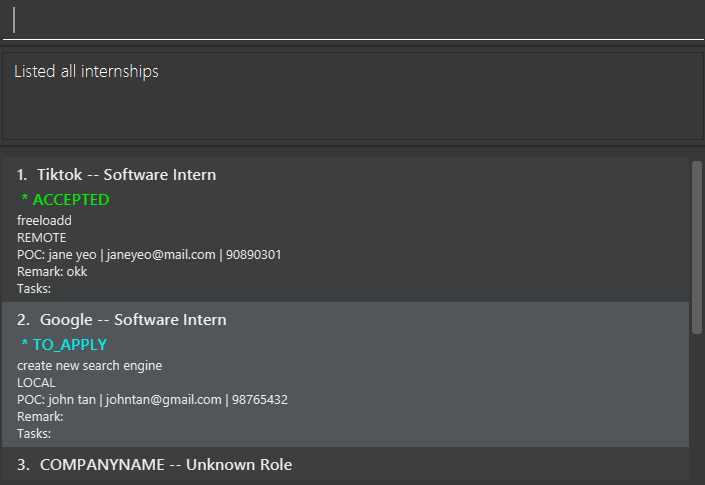 Listed all internships
1. Tiktok -- Software Intern
* ACCEPTED
freeloadd
REMOTE
POC: jane yeo | janeyeo@mail.com | 90890301
Remark: okk
Tasks:
2. Google -- Software Intern
* TO_APPLY
create new search engine
LOCAL
POC: john tan | johntan@gmail.com | 98765432
Remark:
Tasks:
3. COMPANYNAME -- Unknown Role